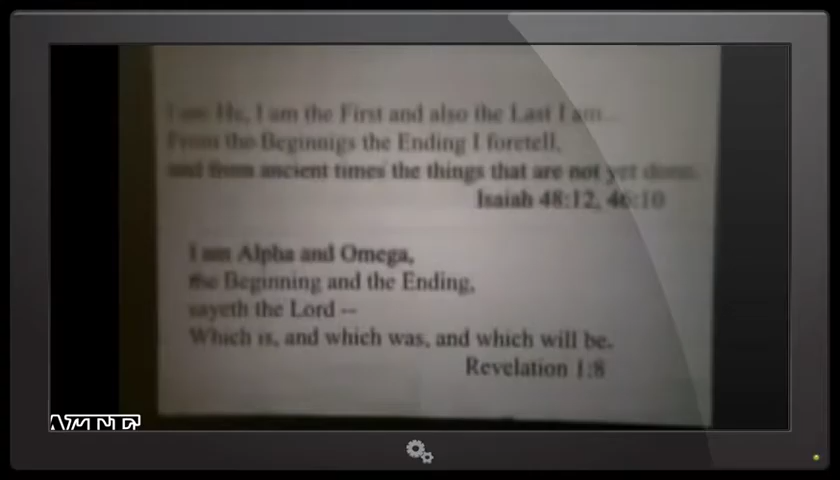 I am He, I am the First and also the Last I am...
From the Beginnigs the Ending I foretell,
and from ancient times the things that are not yet done.
Isaiah 48:12, 46:10
I am Alpha and Omega,
the Beginning and the Ending,
sayeth the Lord --
Which is, and which was, and which will be.
Revelation 1:8